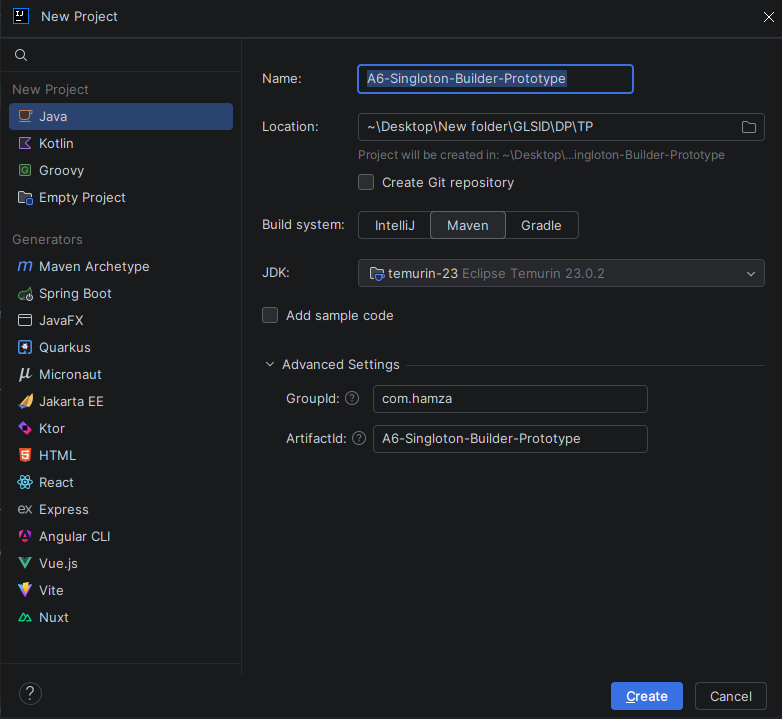 New Project
New Project
Java
Kotlin
Groovy
Empty Project
Generators
Maven Archetype
Spring Boot
JavaFX
Quarkus
Micronaut
Jakarta EE
Ktor
HTML
React
Express
Angular CLI
Vue.js
Vite
Nuxt
Name: A6-Singloton-Builder-Prototype
Location: ~\Desktop\New folder\GLSID\DP\TP
Project will be created in: ~\Desktop\...ingloton-Builder-Prototype
Create Git repository
Build system: IntelliJ Maven Gradle
JDK: temurin-23 Eclipse Temurin 23.0.2
Add sample code
Advanced Settings
GroupId: ? com.hamza
ArtifactId: ? A6-Singloton-Builder-Prototype
? Create Cancel